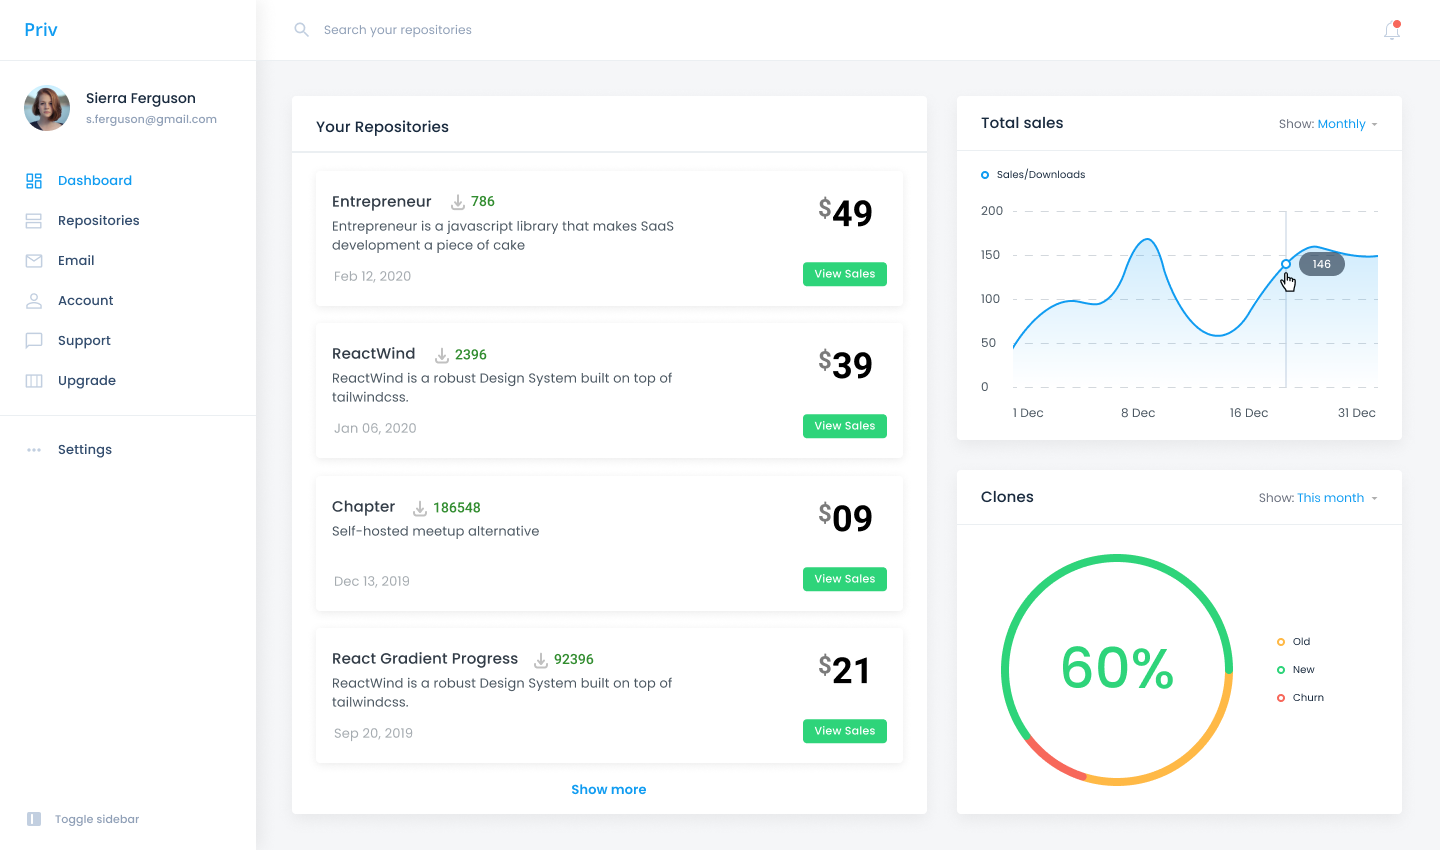 Priv
Search your repositories
Sierra Ferguson
s.ferguson@gmail.com
Dashboard
Repositories
Email
Account
Support
Upgrade
Settings
Toggle sidebar
Your Repositories
Entrepreneur 786
Entrepreneur is a javascript library that makes SaaS
development a piece of cake
Feb 12, 2020
$49
View Sales
ReactWind 2396
ReactWind is a robust Design System built on top of
tailwindcss.
Jan 06, 2020
$39
View Sales
Chapter 186548
Self-hosted meetup alternative
Dec 13, 2019
$09
View Sales
React Gradient Progress 92396
ReactWind is a robust Design System built on top of
tailwindcss.
Sep 20, 2019
$21
View Sales
Show more
Total sales
Show: Monthly
Sales/Downloads
200
150
100
50
0
146
1 Dec 8 Dec 16 Dec 31 Dec
Clones
Show: This month
60%
Old
New
Churn